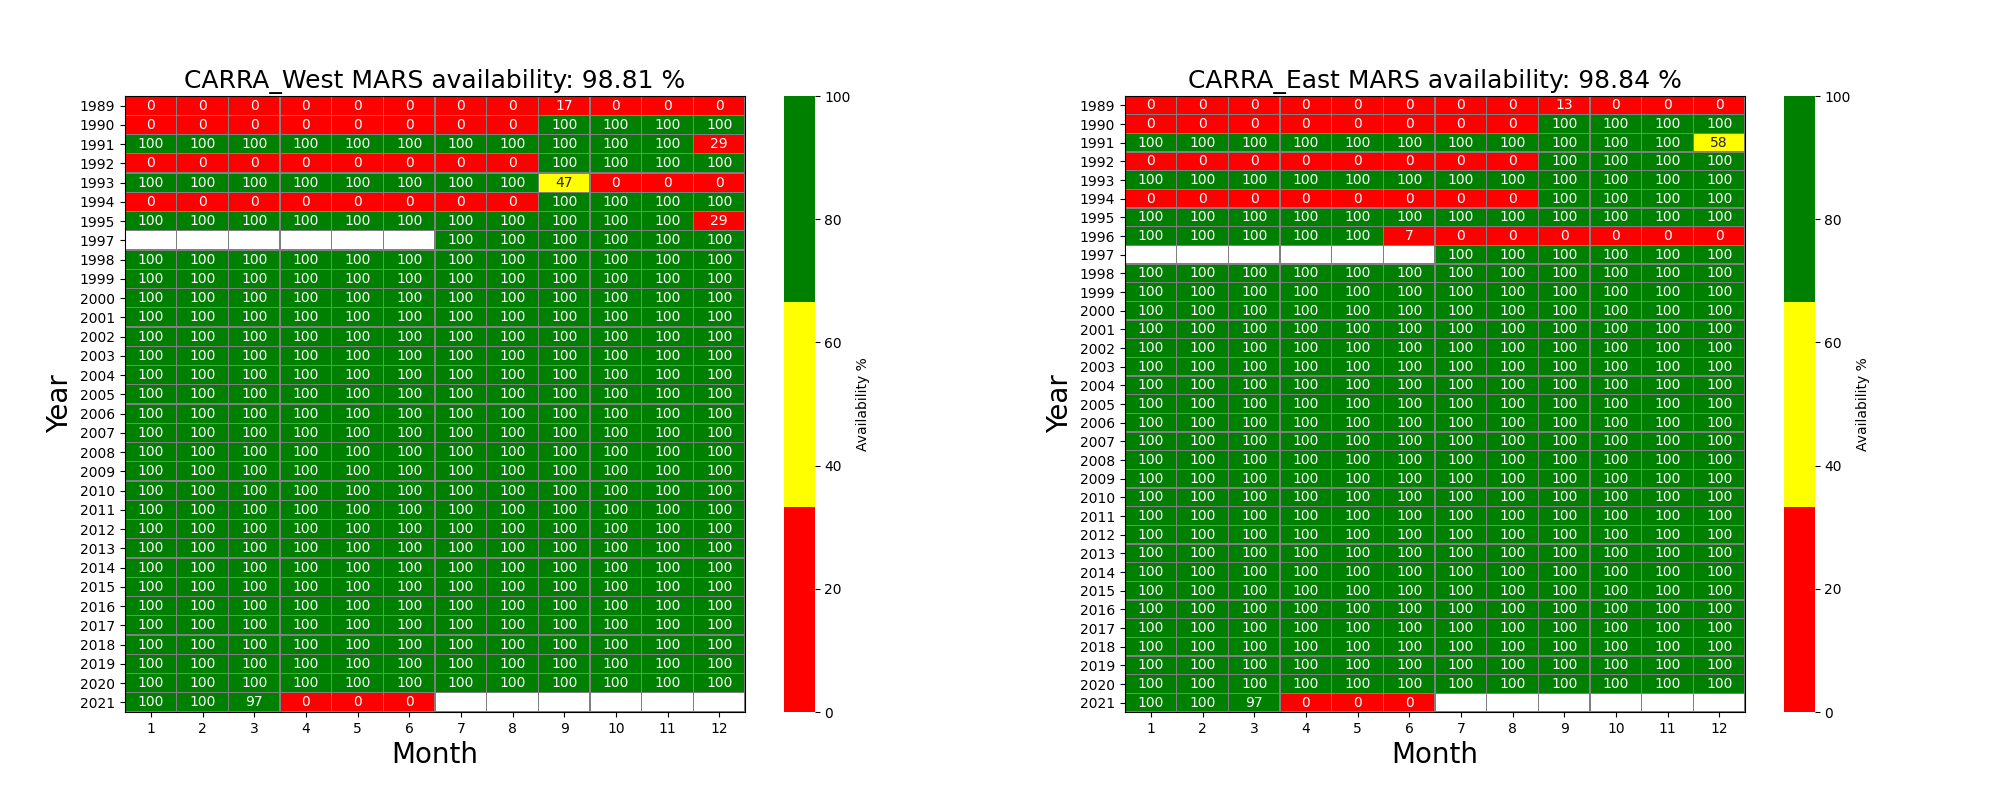 CARRA_West MARS availability: 98.81 %
1989 0 0 0 0 0 0 0 0 17 0 0 0
1990 0 0 0 0 0 0 0 0 100 100 100 100
1991 100 100 100 100 100 100 100 100 100 100 100 29
1992 0 0 0 0 0 0 0 0 100 100 100 100
1993 100 100 100 100 100 100 100 100 47 0 0 0
1994 0 0 0 0 0 0 0 0 100 100 100 100
1995 100 100 100 100 100 100 100 100 100 100 100 29
1997 100 100 100 100 100 100
1998 100 100 100 100 100 100 100 100 100 100 100 100
1999 100 100 100 100 100 100 100 100 100 100 100 100
2000 100 100 100 100 100 100 100 100 100 100 100 100
2001 100 100 100 100 100 100 100 100 100 100 100 100
2002 100 100 100 100 100 100 100 100 100 100 100 100
2003 100 100 100 100 100 100 100 100 100 100 100 100
2004 100 100 100 100 100 100 100 100 100 100 100 100
2005 100 100 100 100 100 100 100 100 100 100 100 100
2006 100 100 100 100 100 100 100 100 100 100 100 100
2007 100 100 100 100 100 100 100 100 100 100 100 100
2008 100 100 100 100 100 100 100 100 100 100 100 100
2009 100 100 100 100 100 100 100 100 100 100 100 100
2010 100 100 100 100 100 100 100 100 100 100 100 100
2011 100 100 100 100 100 100 100 100 100 100 100 100
2012 100 100 100 100 100 100 100 100 100 100 100 100
2013 100 100 100 100 100 100 100 100 100 100 100 100
2014 100 100 100 100 100 100 100 100 100 100 100 100
2015 100 100 100 100 100 100 100 100 100 100 100 100
2016 100 100 100 100 100 100 100 100 100 100 100 100
2017 100 100 100 100 100 100 100 100 100 100 100 100
2018 100 100 100 100 100 100 100 100 100 100 100 100
2019 100 100 100 100 100 100 100 100 100 100 100 100
2020 100 100 100 100 100 100 100 100 100 100 100 100
2021 100 100 97 0 0 0
1 2 3 4 5 6 7 8 9 10 11 12
Month
Year
100
80
60
40
20
0
Availability %
CARRA_East MARS availability: 98.84 %
1989 0 0 0 0 0 0 0 0 13 0 0 0
1990 0 0 0 0 0 0 0 0 100 100 100 100
1991 100 100 100 100 100 100 100 100 100 100 100 58
1992 0 0 0 0 0 0 0 0 100 100 100 100
1993 100 100 100 100 100 100 100 100 100 100 100 100
1994 0 0 0 0 0 0 0 0 100 100 100 100
1995 100 100 100 100 100 100 100 100 100 100 100 100
1996 100 100 100 100 100 7 0 0 0 0 0 0
1997 100 100 100 100 100 100
1998 100 100 100 100 100 100 100 100 100 100 100 100
1999 100 100 100 100 100 100 100 100 100 100 100 100
2000 100 100 100 100 100 100 100 100 100 100 100 100
2001 100 100 100 100 100 100 100 100 100 100 100 100
2002 100 100 100 100 100 100 100 100 100 100 100 100
2003 100 100 100 100 100 100 100 100 100 100 100 100
2004 100 100 100 100 100 100 100 100 100 100 100 100
2005 100 100 100 100 100 100 100 100 100 100 100 100
2006 100 100 100 100 100 100 100 100 100 100 100 100
2007 100 100 100 100 100 100 100 100 100 100 100 100
2008 100 100 100 100 100 100 100 100 100 100 100 100
2009 100 100 100 100 100 100 100 100 100 100 100 100
2010 100 100 100 100 100 100 100 100 100 100 100 100
2011 100 100 100 100 100 100 100 100 100 100 100 100
2012 100 100 100 100 100 100 100 100 100 100 100 100
2013 100 100 100 100 100 100 100 100 100 100 100 100
2014 100 100 100 100 100 100 100 100 100 100 100 100
2015 100 100 100 100 100 100 100 100 100 100 100 100
2016 100 100 100 100 100 100 100 100 100 100 100 100
2017 100 100 100 100 100 100 100 100 100 100 100 100
2018 100 100 100 100 100 100 100 100 100 100 100 100
2019 100 100 100 100 100 100 100 100 100 100 100 100
2020 100 100 100 100 100 100 100 100 100 100 100 100
2021 100 100 97 0 0 0
1 2 3 4 5 6 7 8 9 10 11 12
Month
Year
100
80
60
40
20
0
Availability %